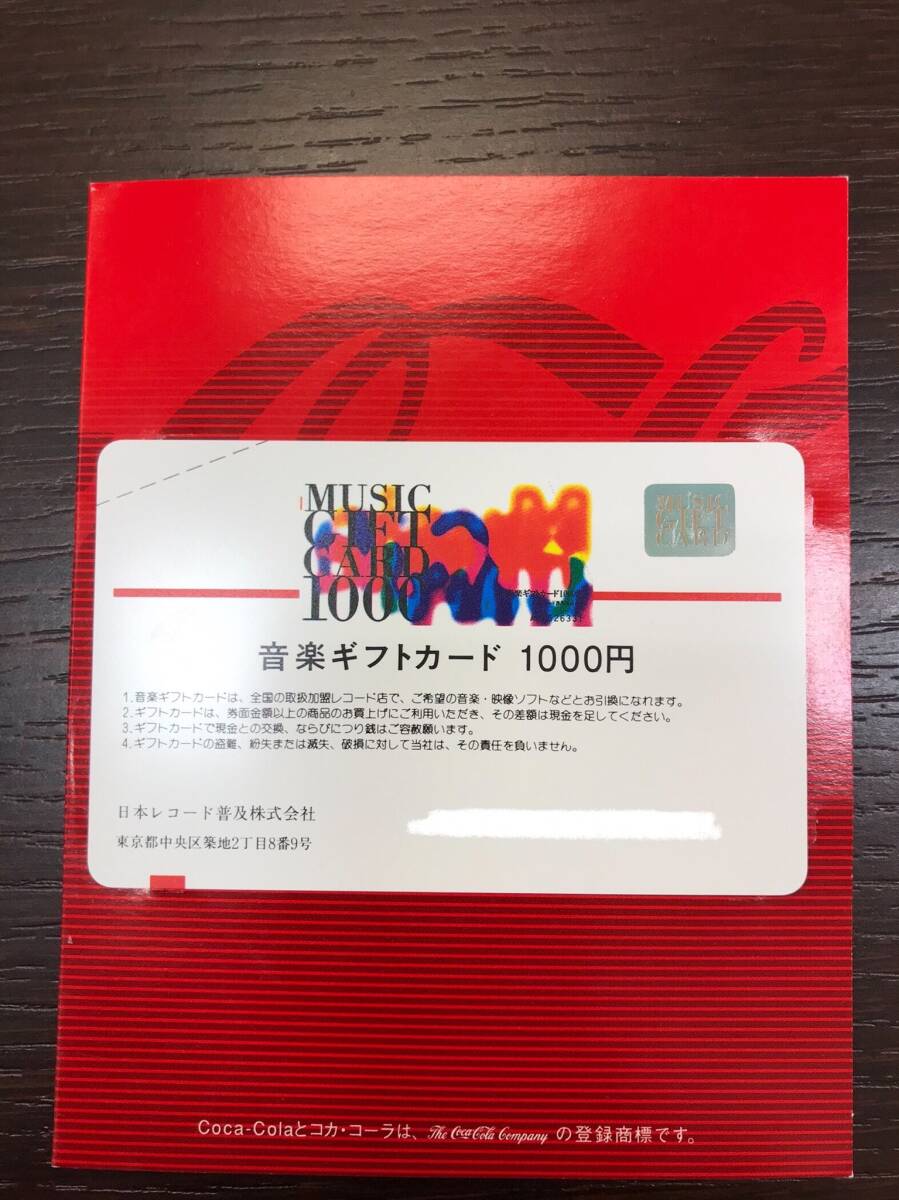 MUSIC
GIFT
CARD
1000
MUSIC
GIFT
CARD
音楽ギフトカード 1000円
1.音楽ギフトカードは、全国の取扱加盟レコード店で、ご希望の音楽・映像ソフトなどとお引換になれます。
2.ギフトカードは、券面金額以上の商品のお買上げにご利用いただき、その差額は現金を足してください。
3.ギフトカードで現金との交換、ならびにつり銭はご容赦願います。
4.ギフトカードの盗難、紛失または滅失、破損に対して当社は、その責任を負いません。
日本レコード普及株式会社
東京都中央区築地2丁目8番9号
Coca-Colaとコカ・コーラは、The Coca-Cola Company の登録商標です。